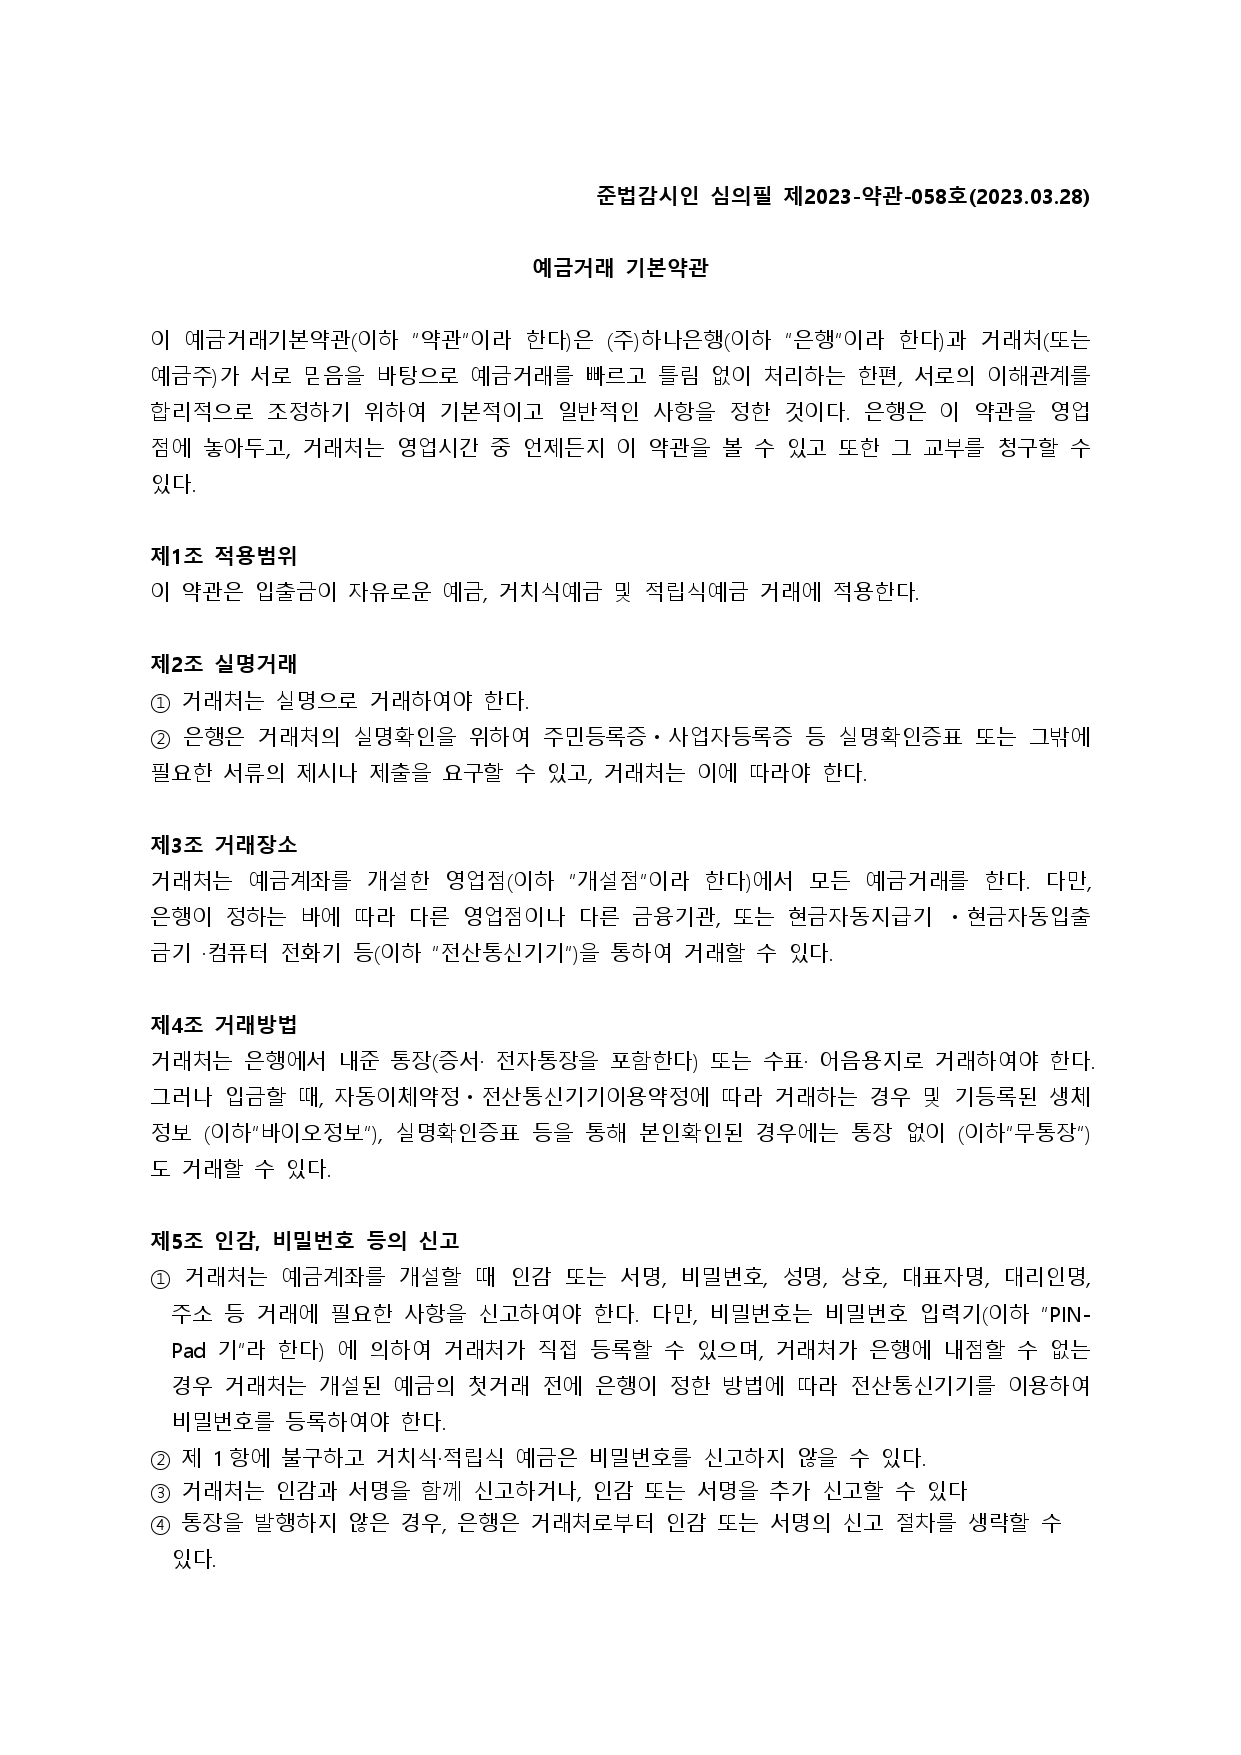 준법감시인 심의필 제2023-약관-058호(2023.03.28)
예금거래 기본약관
이 예금거래기본약관(이하 "약관"이라 한다)은 (주)하나은행(이하 "은행"이라 한다)과 거래처(또는
예금주)가 서로 믿음을 바탕으로 예금거래를 빠르고 틀림 없이 처리하는 한편, 서로의 이해관계를
합리적으로 조정하기 위하여 기본적이고 일반적인 사항을 정한 것이다. 은행은 이 약관을 영업
점에 놓아두고, 거래처는 영업시간 중 언제든지 이 약관을 볼 수 있고 또한 그 교부를 청구할 수
있다.
제1조 적용범위
이 약관은 입출금이 자유로운 예금, 거치식예금 및 적립식예금 거래에 적용한다.
제2조 실명거래
① 거래처는 실명으로 거래하여야 한다.
② 은행은 거래처의 실명확인을 위하여 주민등록증·사업자등록증 등 실명확인증표 또는 그밖에
필요한 서류의 제시나 제출을 요구할 수 있고, 거래처는 이에 따라야 한다.
제3조 거래장소
거래처는 예금계좌를 개설한 영업점(이하 "개설점"이라 한다)에서 모든 예금거래를 한다. 다만,
은행이 정하는 바에 따라 다른 영업점이나 다른 금융기관, 또는 현금자동지급기 ·현금자동입출
금기 ·컴퓨터 전화기 등(이하 "전산통신기기")을 통하여 거래할 수 있다.
제4조 거래방법
거래처는 은행에서 내준 통장(증서· 전자통장을 포함한다) 또는 수표· 어음용지로 거래하여야 한다.
그러나 입금할 때, 자동이체약정·전산통신기기이용약정에 따라 거래하는 경우 및 기등록된 생체
정보 (이하"바이오정보"), 실명확인증표 등을 통해 본인확인된 경우에는 통장 없이 (이하"무통장")
도 거래할 수 있다.
제5조 인감, 비밀번호 등의 신고
① 거래처는 예금계좌를 개설할 때 인감 또는 서명, 비밀번호, 성명, 상호, 대표자명, 대리인명,
주소 등 거래에 필요한 사항을 신고하여야 한다. 다만, 비밀번호는 비밀번호 입력기(이하 "PIN-
Pad 기"라 한다) 에 의하여 거래처가 직접 등록할 수 있으며, 거래처가 은행에 내점할 수 없는
경우 거래처는 개설된 예금의 첫거래 전에 은행이 정한 방법에 따라 전산통신기기를 이용하여
비밀번호를 등록하여야 한다.
② 제 1항에 불구하고 거치식·적립식 예금은 비밀번호를 신고하지 않을 수 있다.
③ 거래처는 인감과 서명을 함께 신고하거나, 인감 또는 서명을 추가 신고할 수 있다
④ 통장을 발행하지 않은 경우, 은행은 거래처로부터 인감 또는 서명의 신고 절차를 생략할 수
있다.